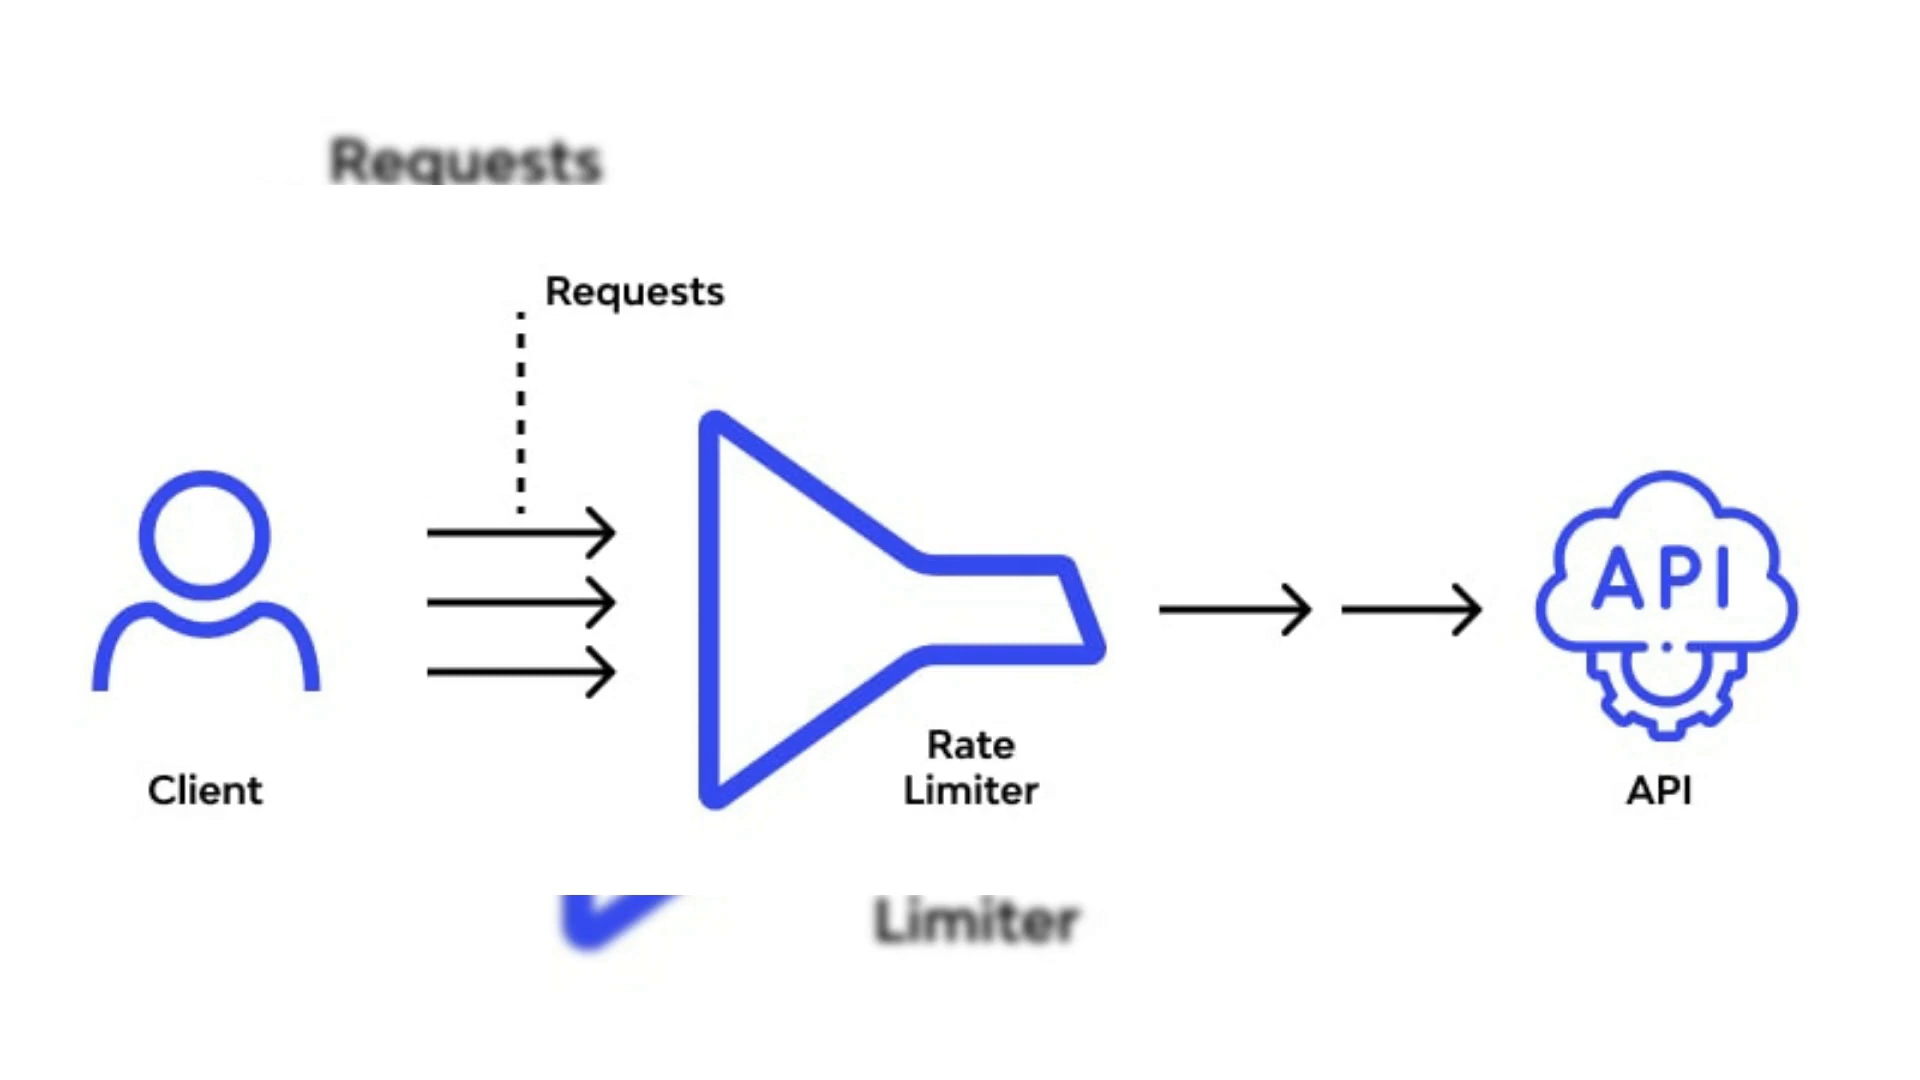 Requests
Requests
API
Client
Rate
Limiter
API
Limiter